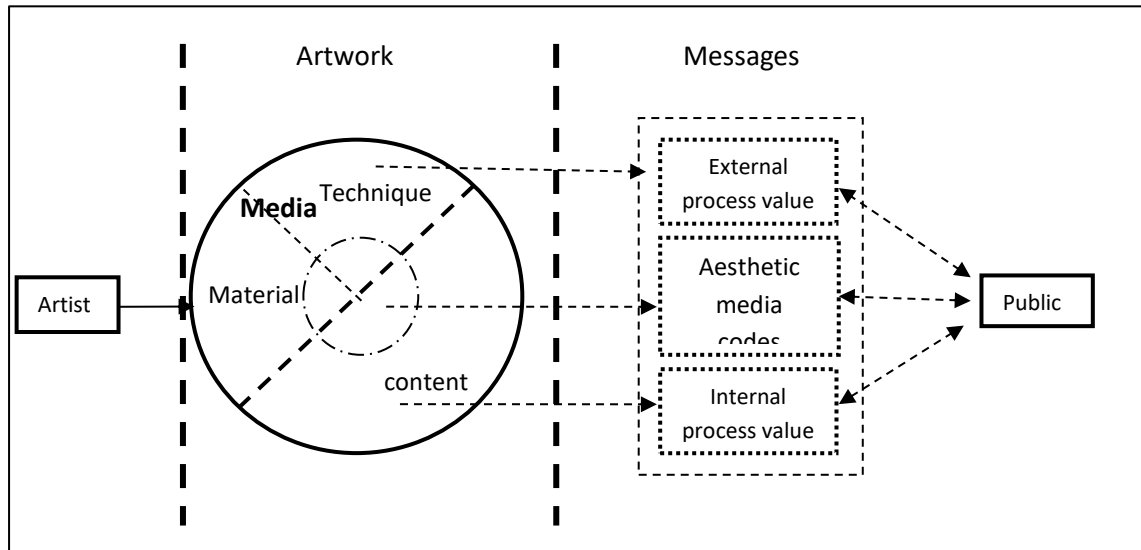 Artwork
Messages
Technique
Media
Material
content
Artist
External
process value
Aesthetic
media
codes
Internal
process value
Public